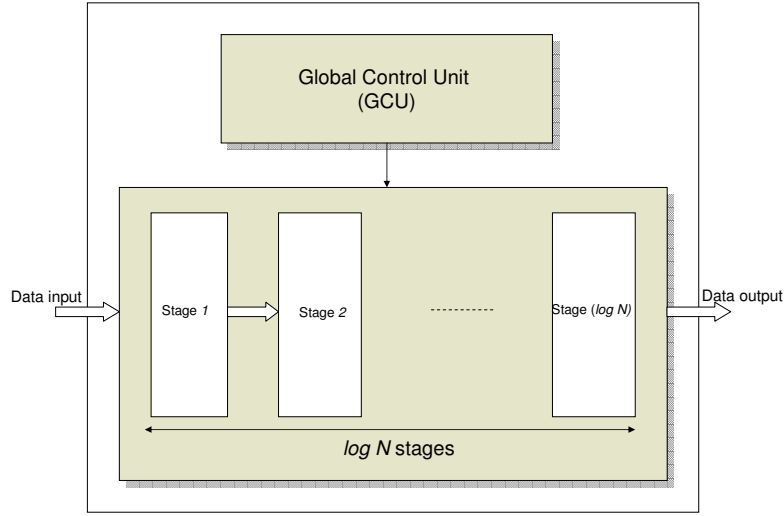 Global Control Unit
(GCU)
Data input
Stage 1
Stage 2
Stage (log N)
Data output
log N stages